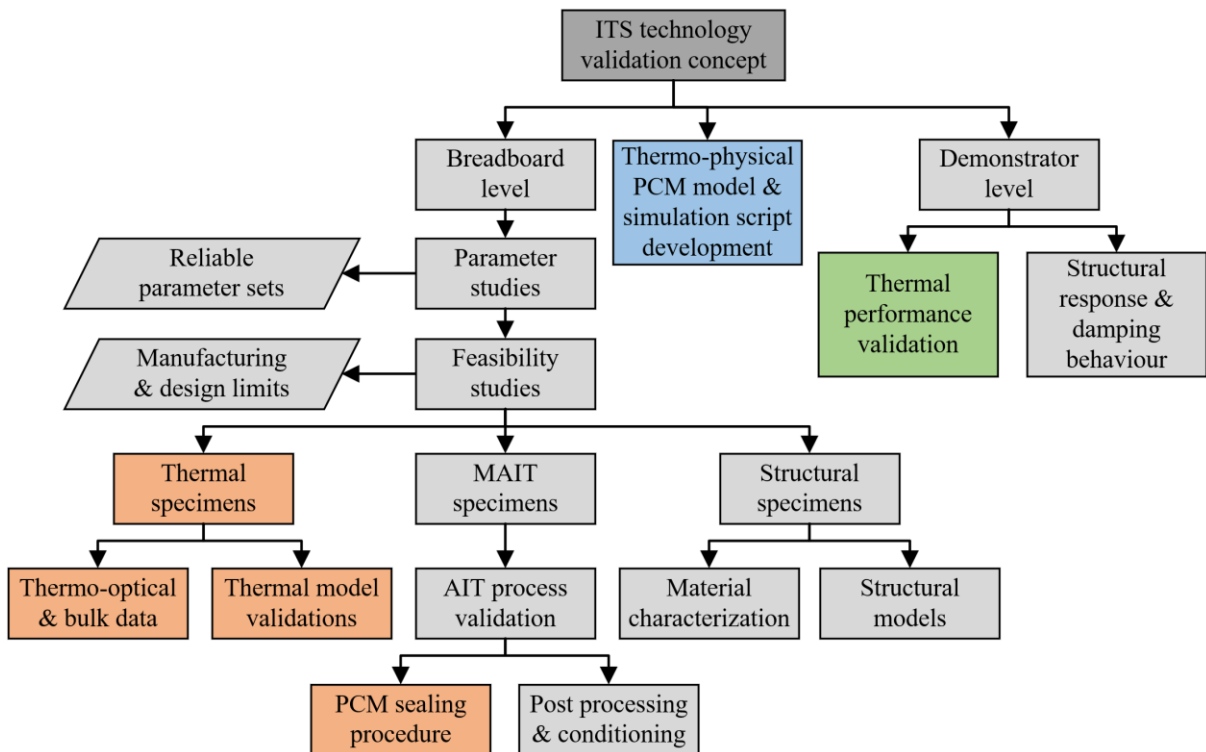 ITS technology
validation concept
Breadboard
level
Thermo-physical
PCM model &
simulation script
development
Demonstrator
level
Reliable
parameter sets
Parameter
studies
Thermal
performance
validation
Structural
response &
damping
behaviour
Manufacturing
& design limits
Feasibility
studies
Thermal
specimens
MAIT
specimens
Structural
specimens
Thermo-optical
& bulk data
Thermal model
validations
AIT process
validation
Material
characterization
Structural
models
PCM sealing
procedure
Post processing
& conditioning